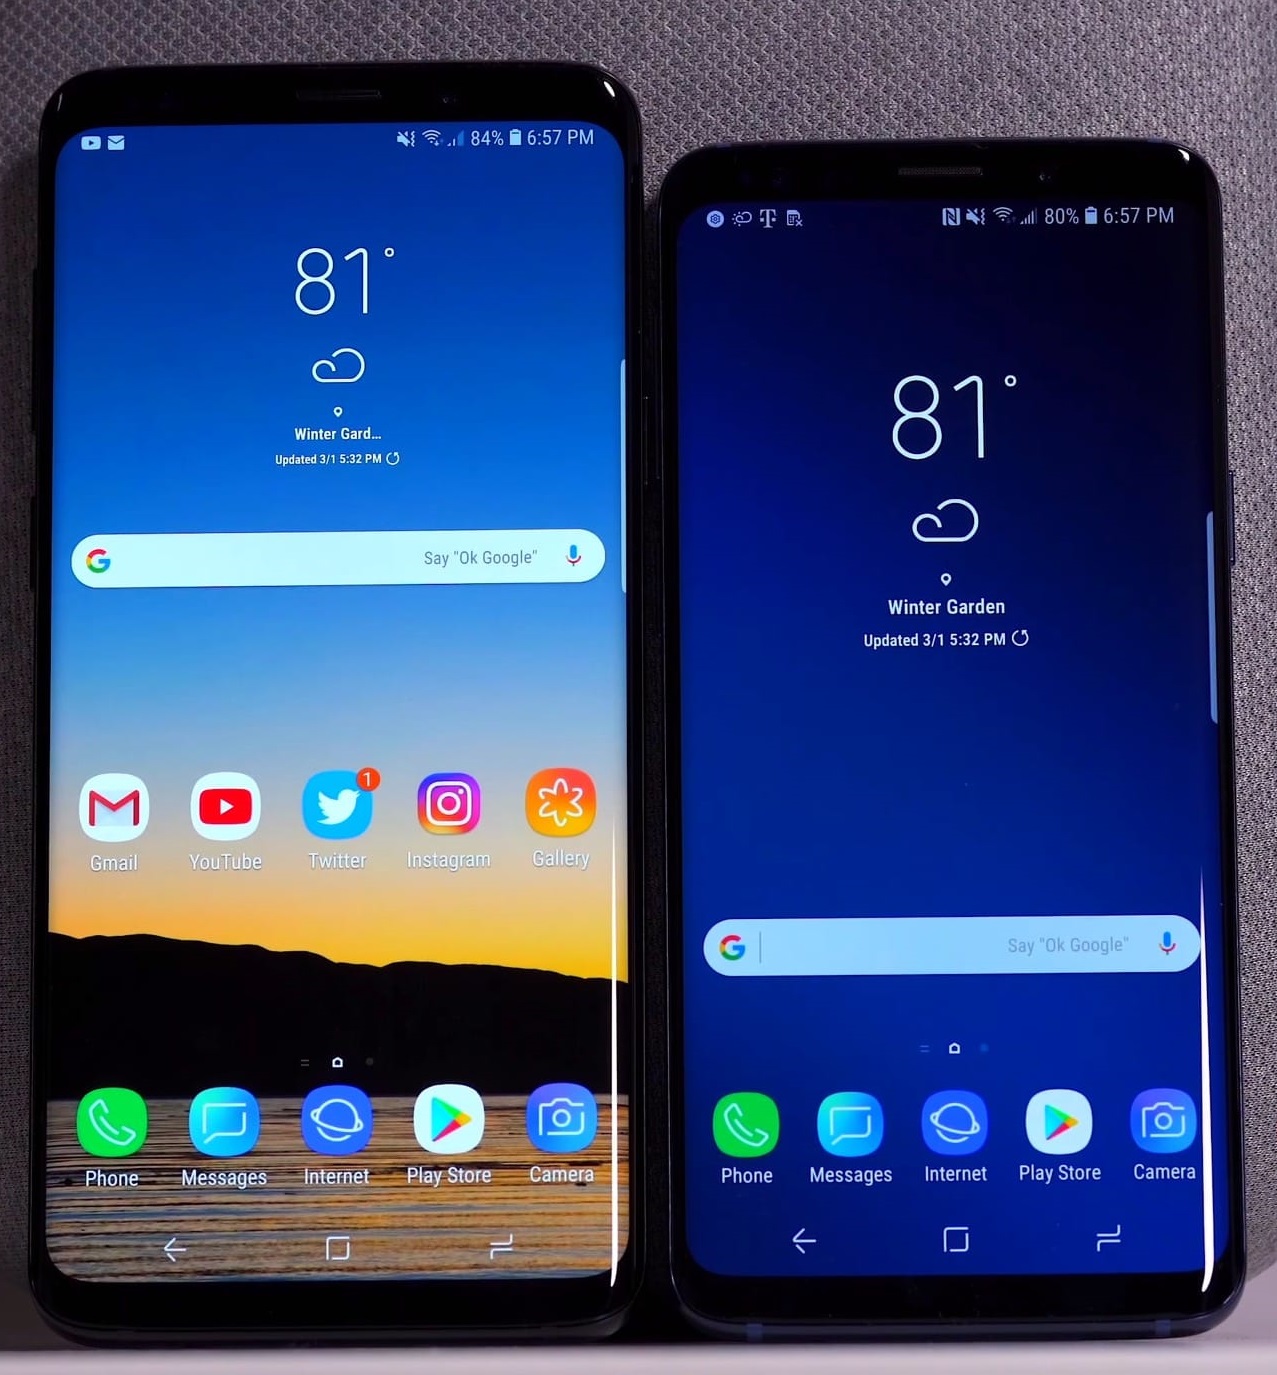 84% 6:57 PM
81°
Winter Gard...
Updated 3/1 5:32 PM
G Say "Ok Google"
1
Gmail YouTube Twitter Instagram Gallery
Phone Messages Internet Play Store Camera
T N 80% 6:57 PM
81°
Winter Garden
Updated 3/1 5:32 PM
G Say "Ok Google"
Phone Messages Internet Play Store Camera